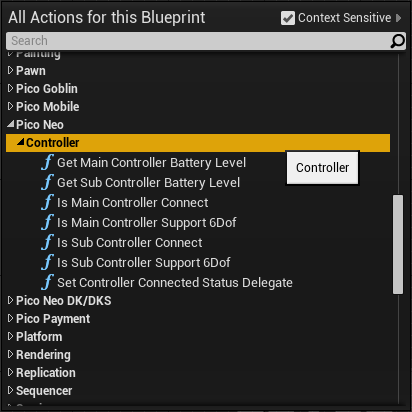 All Actions for this Blueprint
Context Sensitive
Search
Painting
Pawn
Pico Goblin
Pico Mobile
Pico Neo
Controller
Get Main Controller Battery Level
Controller
Get Sub Controller Battery Level
Is Main Controller Connect
Is Main Controller Support 6Dof
Is Sub Controller Connect
Is Sub Controller Support 6Dof
Set Controller Connected Status Delegate
Pico Neo DK/DKS
Pico Payment
Platform
Rendering
Replication
Sequencer